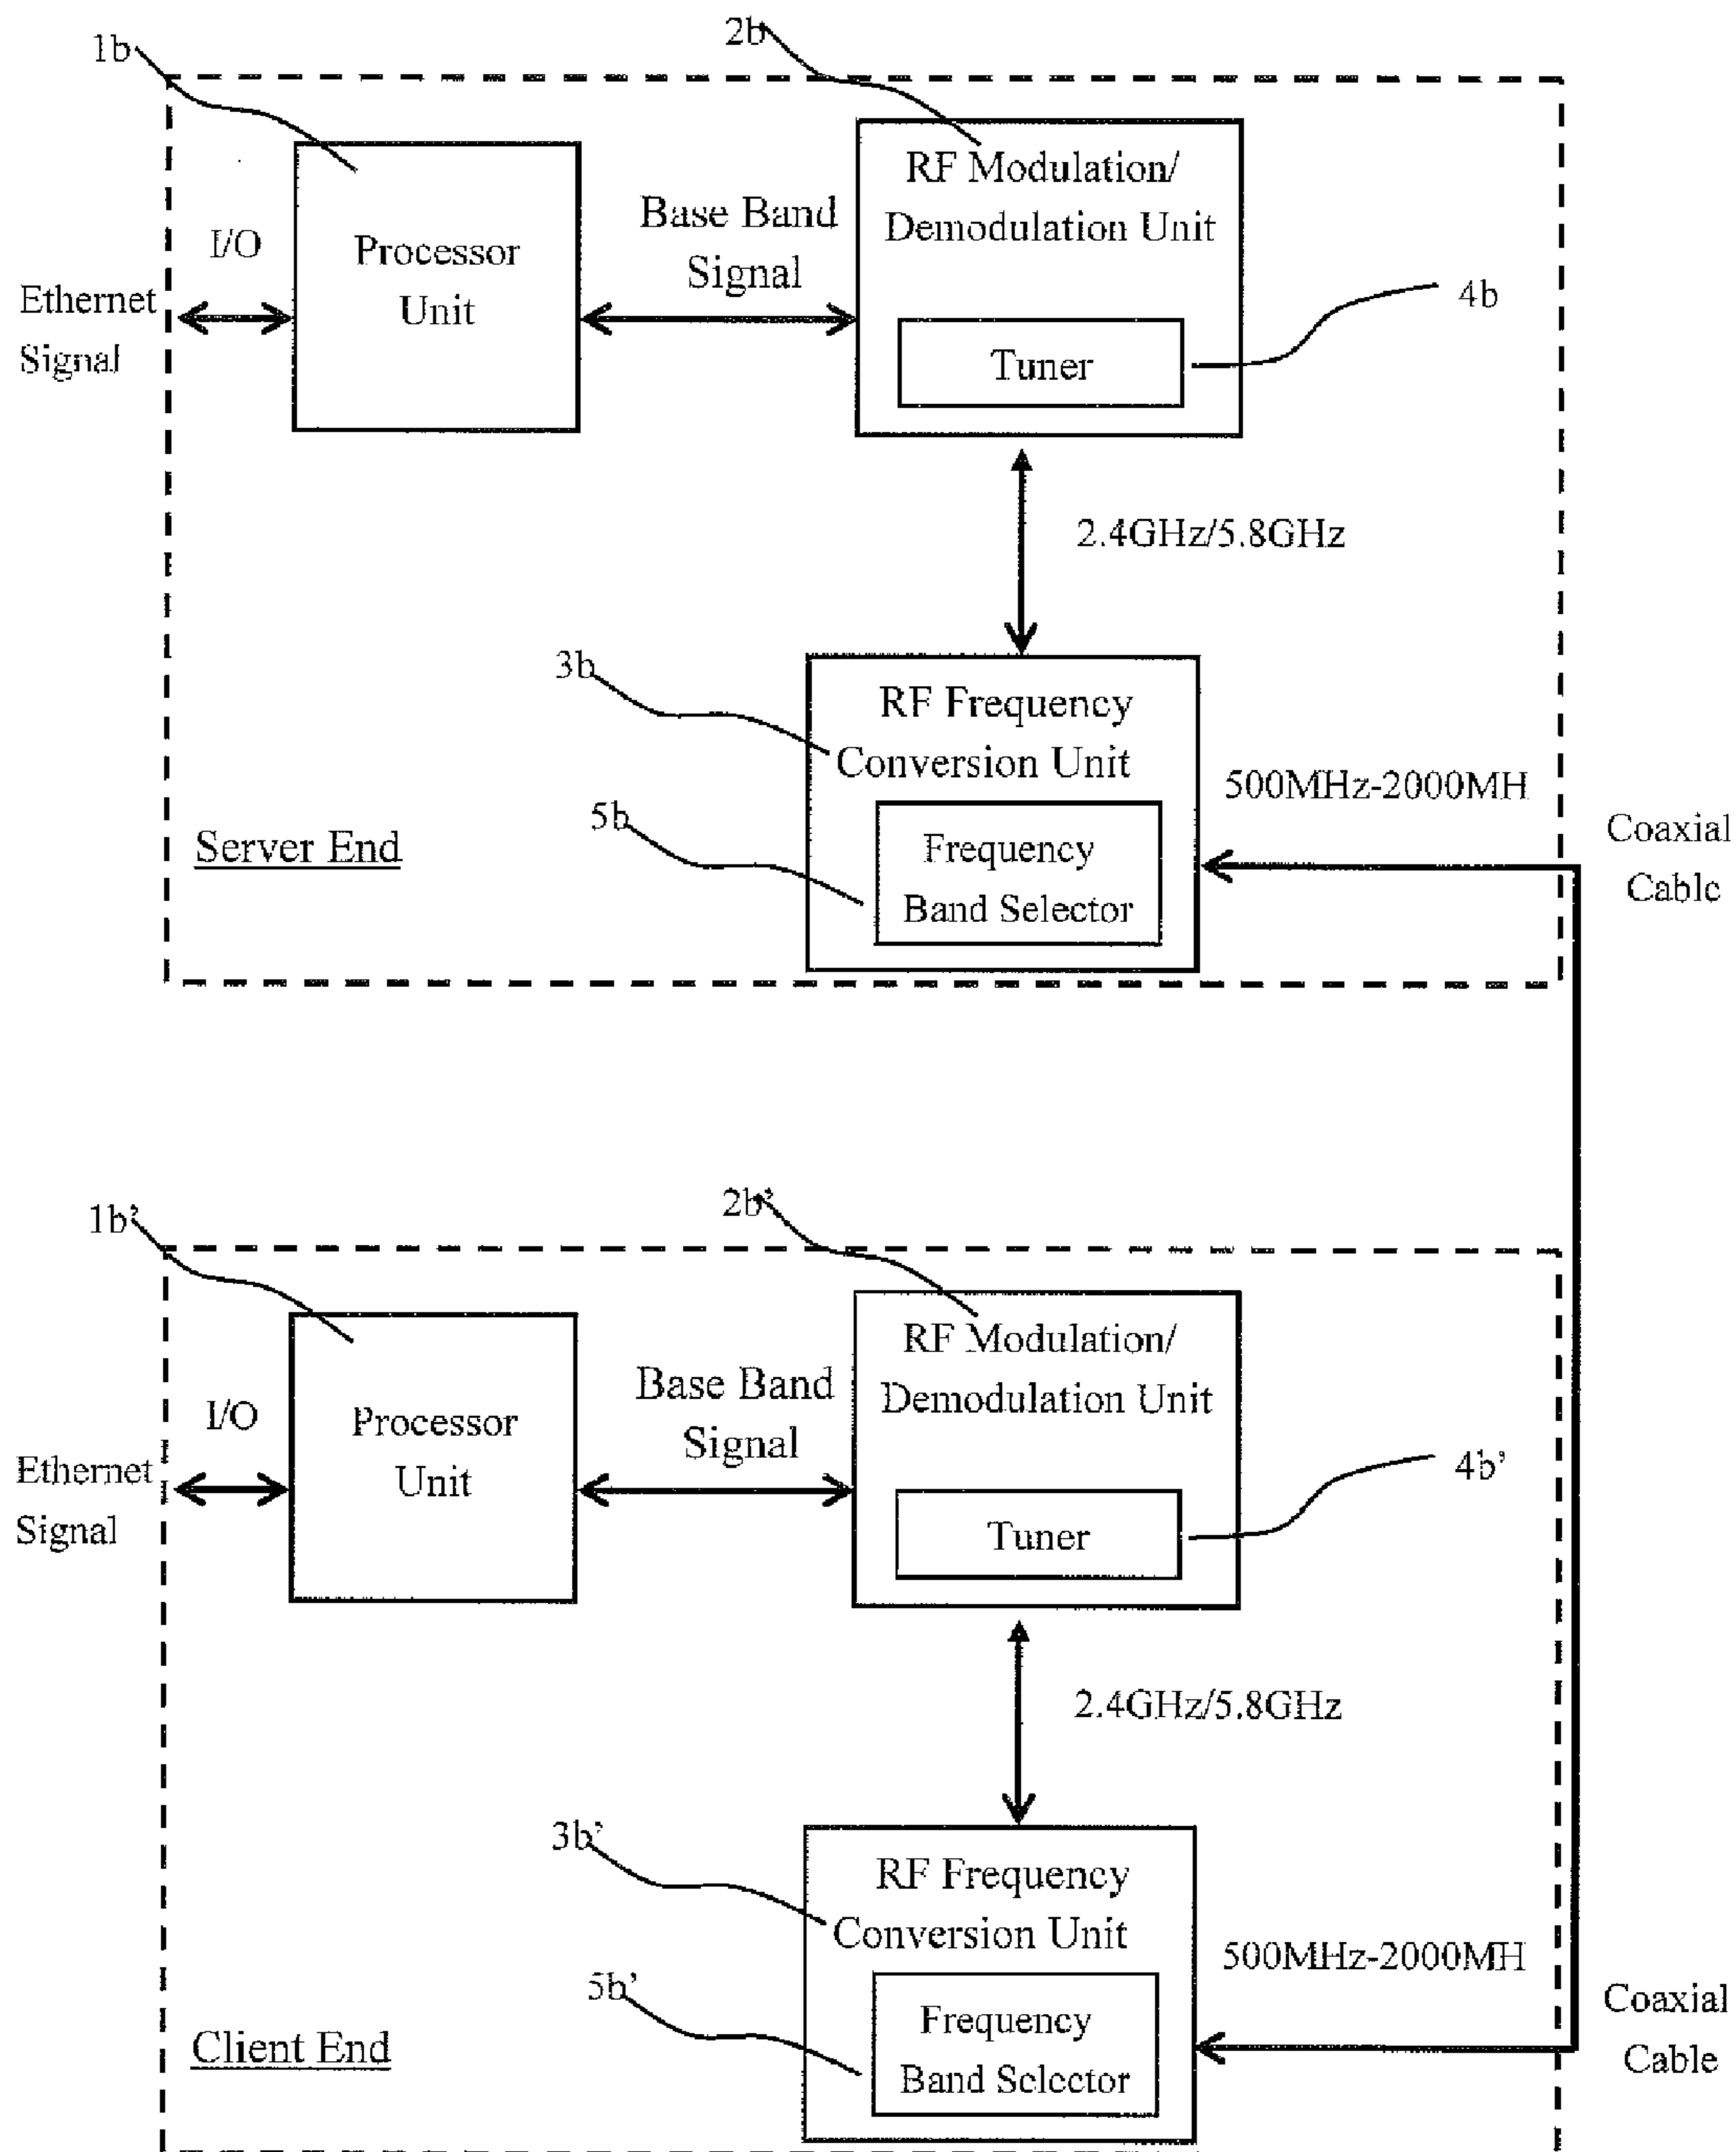 1b
2b
RF Modulation/
Demodulation Unit
Base Band
Signal
I/O
Processor
Unit
Ethernet
Signal
4b
Tuner
2.4GHz/5.8GHz
3b
RF Frequency
Conversion Unit
500MHz-2000MH
5b
Frequency
Band Selector
Coaxial
Cable
Server End
1b’
2b’
RF Modulation/
Demodulation Unit
Base Band
Signal
I/O
Processor
Unit
Ethernet
Signal
4b’
Tuner
2.4GHz/5.8GHz
3b’
RF Frequency
Conversion Unit
500MHz-2000MH
5b’
Frequency
Band Selector
Coaxial
Cable
Client End